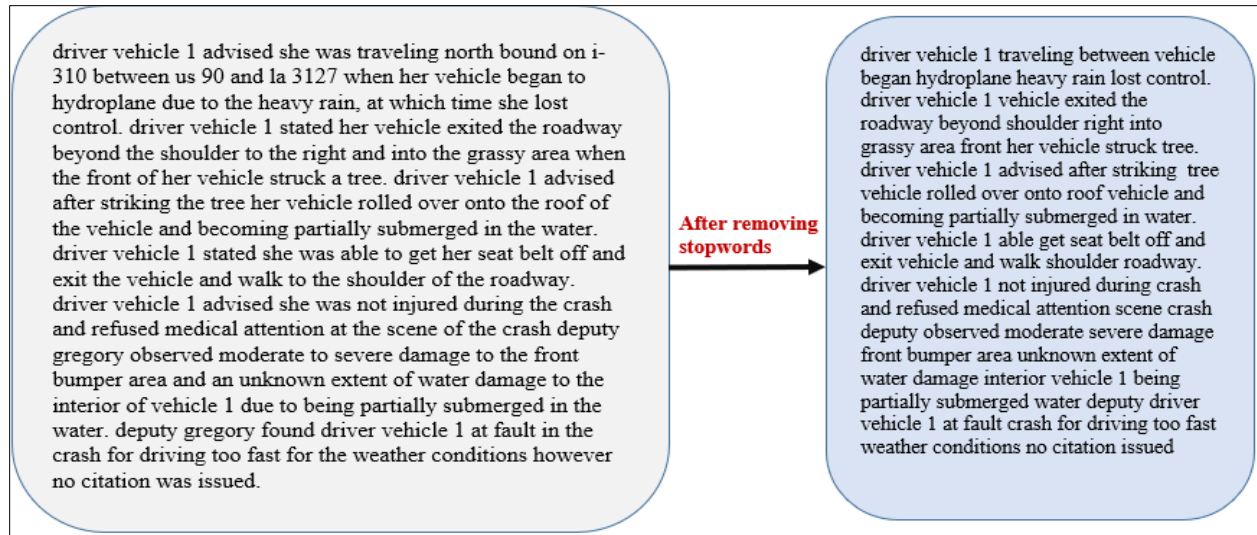 driver vehicle 1 advised she was traveling north bound on i-
310 between us 90 and la 3127 when her vehicle began to
hydroplane due to the heavy rain, at which time she lost
control. driver vehicle 1 stated her vehicle exited the roadway
beyond the shoulder to the right and into the grassy area when
the front of her vehicle struck a tree. driver vehicle 1 advised
after striking the tree her vehicle rolled over onto the roof of
the vehicle and becoming partially submerged in the water.
driver vehicle 1 stated she was able to get her seat belt off and
exit the vehicle and walk to the shoulder of the roadway.
driver vehicle 1 advised she was not injured during the crash
and refused medical attention at the scene of the crash deputy
gregory observed moderate to severe damage to the front
bumper area and an unknown extent of water damage to the
interior of vehicle 1 due to being partially submerged in the
water. deputy gregory found driver vehicle 1 at fault in the
crash for driving too fast for the weather conditions however
no citation was issued.
After removing
stopwords
driver vehicle 1 traveling between vehicle
began hydroplane heavy rain lost control.
driver vehicle 1 vehicle exited the
roadway beyond shoulder right into
grassy area front her vehicle struck tree.
driver vehicle 1 advised after striking tree
vehicle rolled over onto roof vehicle and
becoming partially submerged in water.
driver vehicle 1 able get seat belt off and
exit vehicle and walk shoulder roadway.
driver vehicle 1 not injured during crash
and refused medical attention scene crash
deputy observed moderate severe damage
front bumper area unknown extent of
water damage interior vehicle 1 being
partially submerged water deputy driver
vehicle 1 at fault crash for driving too fast
weather conditions no citation issued